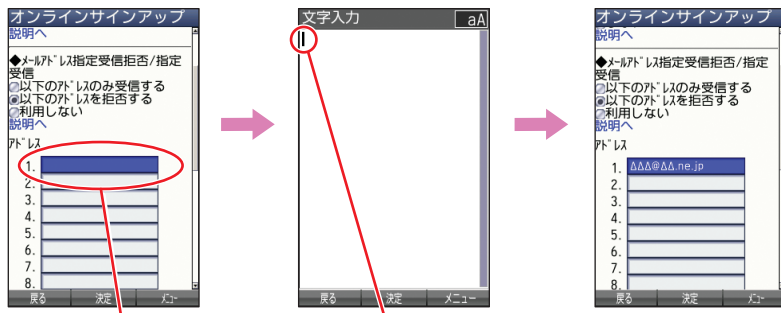 オンラインサインアップ
説明へ
◆ﾒｰﾙｱﾄﾞﾚｽ指定受信拒否/指定
受信
以下のｱﾄﾞﾚｽのみ受信する
以下のｱﾄﾞﾚｽを拒否する
利用しない
説明へ
ｱﾄﾞﾚｽ
1.
2.
3.
4.
5.
6.
7.
8.
戻る 決定 ﾒﾆｭｰ
文字入力 aA
戻る 決定 メニュー
オンラインサインアップ
説明へ
◆ﾒｰﾙｱﾄﾞﾚｽ指定受信拒否/指定
受信
以下のｱﾄﾞﾚｽのみ受信する
以下のｱﾄﾞﾚｽを拒否する
利用しない
説明へ
ｱﾄﾞﾚｽ
1. ΔΔΔ@ΔΔ.ne.jp
2.
3.
4.
5.
6.
7.
8.
戻る 決定 ﾒﾆｭｰ